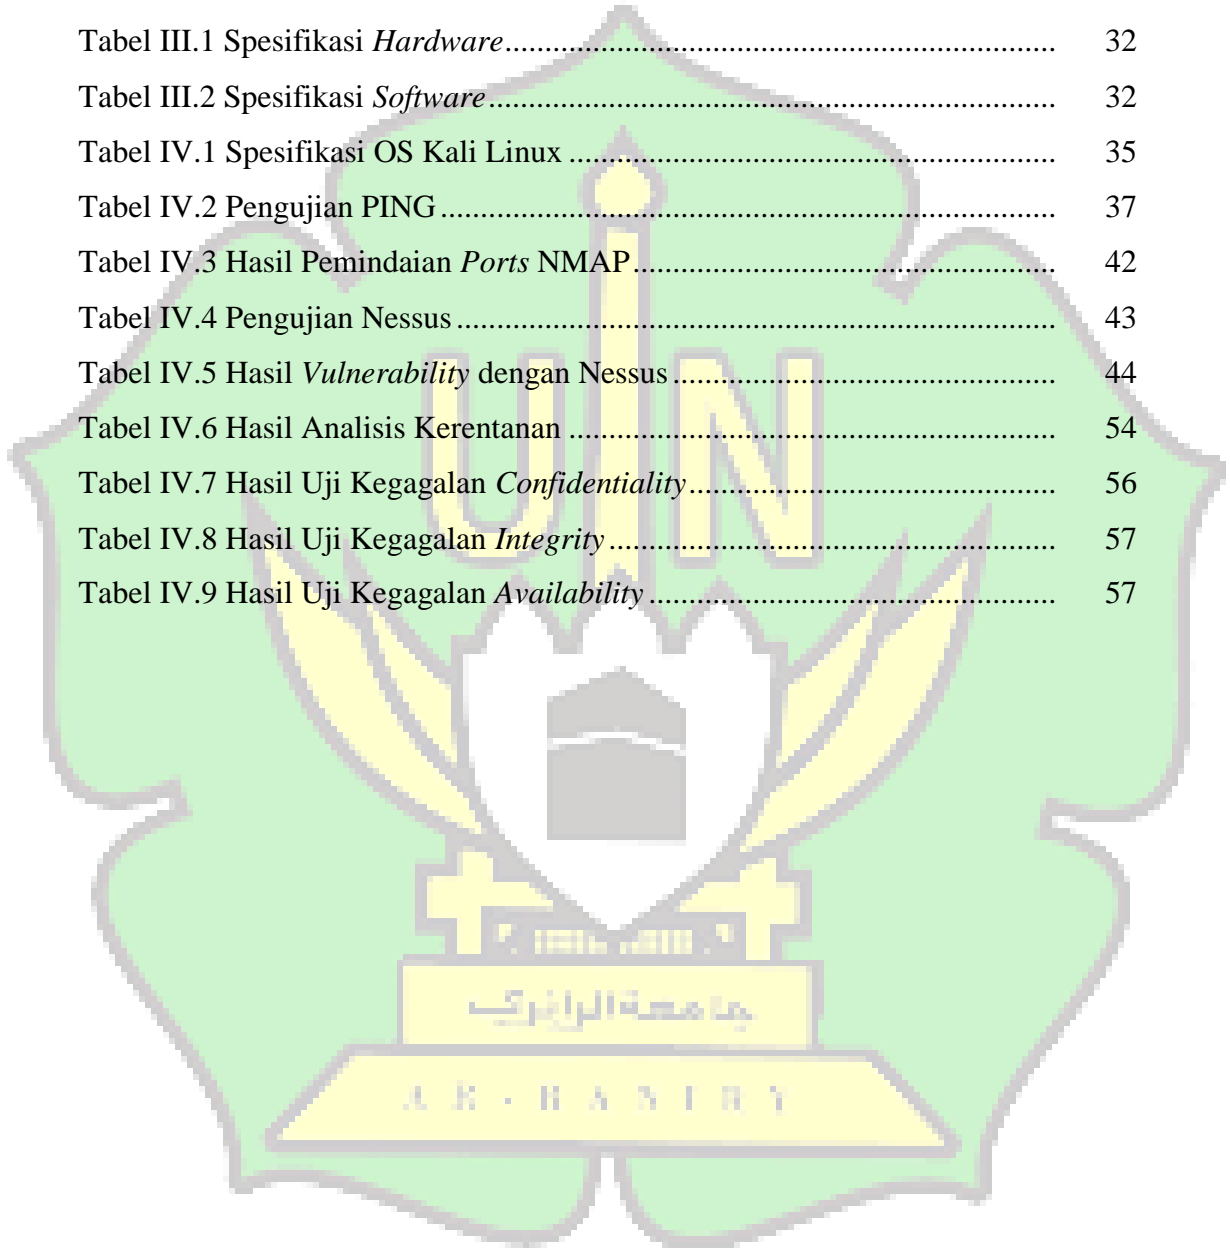 Tabel III.1 Spesifikasi Hardware........................................................................ 32
Tabel III.2 Spesifikasi Software.......................................................................... 32
Tabel IV.1 Spesifikasi OS Kali Linux ................................................................ 35
Tabel IV.2 Pengujian PING ................................................................................ 37
Tabel IV.3 Hasil Pemindaian Ports NMAP........................................................ 42
Tabel IV.4 Pengujian Nessus .............................................................................. 43
Tabel IV.5 Hasil Vulnerability dengan Nessus ................................................... 44
Tabel IV.6 Hasil Analisis Kerentanan ................................................................ 54
Tabel IV.7 Hasil Uji Kegagalan Confidentiality................................................. 56
Tabel IV.8 Hasil Uji Kegagalan Integrity ........................................................... 57
Tabel IV.9 Hasil Uji Kegagalan Availability ...................................................... 57
UIN
جامعة الرانري
AR-RANIRY